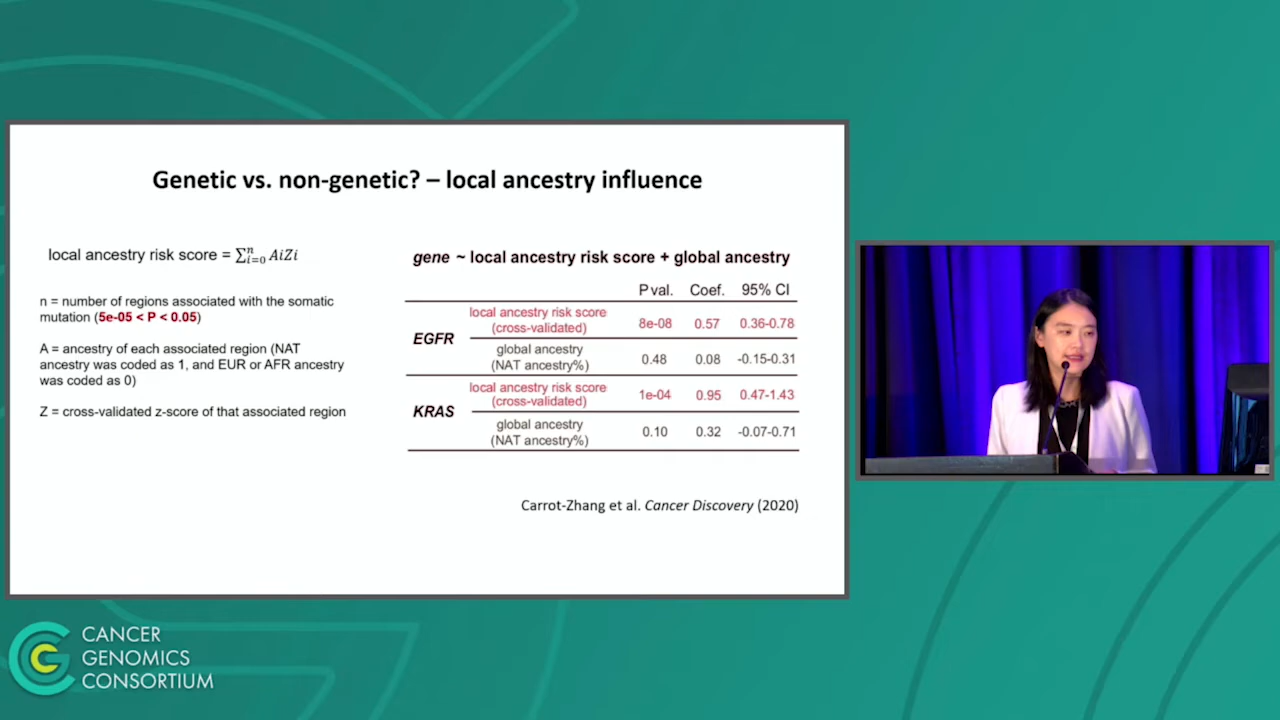 Genetic vs. non-genetic? – local ancestry influence
local ancestry risk score = ∑ⁿᵢ₌₀ AiZi
n = number of regions associated with the somatic
mutation (5e-05 < P < 0.05)
A = ancestry of each associated region (NAT
ancestry was coded as 1, and EUR or AFR ancestry
was coded as 0)
Z = cross-validated z-score of that associated region
gene ~ local ancestry risk score + global ancestry
P val. Coef. 95% CI
EGFR
local ancestry risk score
(cross-validated) 8e-08 0.57 0.36-0.78
global ancestry
(NAT ancestry%) 0.48 0.08 -0.15-0.31
KRAS
local ancestry risk score
(cross-validated) 1e-04 0.95 0.47-1.43
global ancestry
(NAT ancestry%) 0.10 0.32 -0.07-0.71
Carrot-Zhang et al. Cancer Discovery (2020)
CANCER
GENOMICS
CONSORTIUM